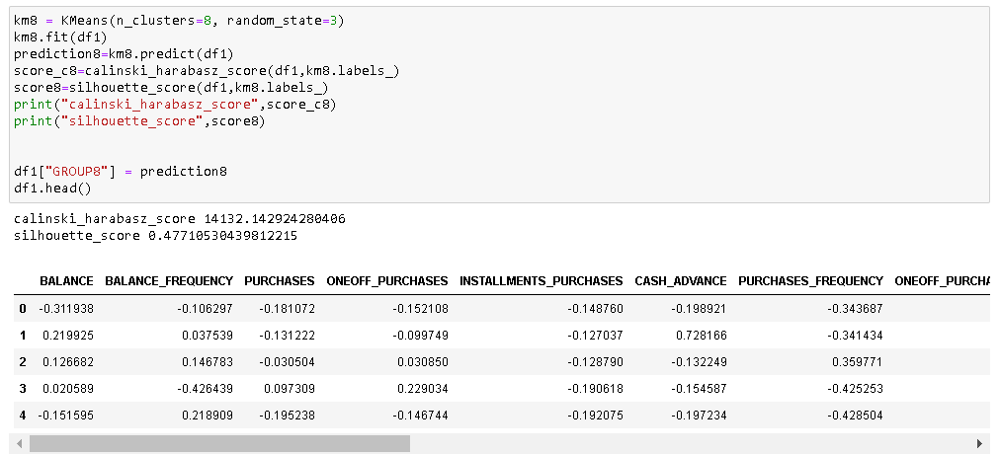 km8 = KMeans(n_clusters=8, random_state=3)
km8.fit(df1)
prediction8=km8.predict(df1)
score_c8=calinski_harabasz_score(df1,km8.labels_)
score8=silhouette_score(df1,km8.labels_)
print("calinski_harabasz_score",score_c8)
print("silhouette_score",score8)
df1["GROUP8"] = prediction8
df1.head()
calinski_harabasz_score 14132.142924280406
silhouette_score 0.47710530439812215
BALANCE BALANCE_FREQUENCY PURCHASES ONEOFF_PURCHASES INSTALLMENTS_PURCHASES CASH_ADVANCE PURCHASES_FREQUENCY ONEOFF_PURCHA
0 -0.311938 -0.106297 -0.181072 -0.152108 -0.148760 -0.198921 -0.343687
1 0.219925 0.037539 -0.131222 -0.099749 -0.127037 0.728166 -0.341434
2 0.126682 0.146783 -0.030504 0.030850 -0.128790 -0.132249 0.359771
3 0.020589 -0.426439 0.097309 0.229034 -0.190618 -0.154587 -0.425253
4 -0.151595 0.218909 -0.195238 -0.146744 -0.192075 -0.197234 -0.428504